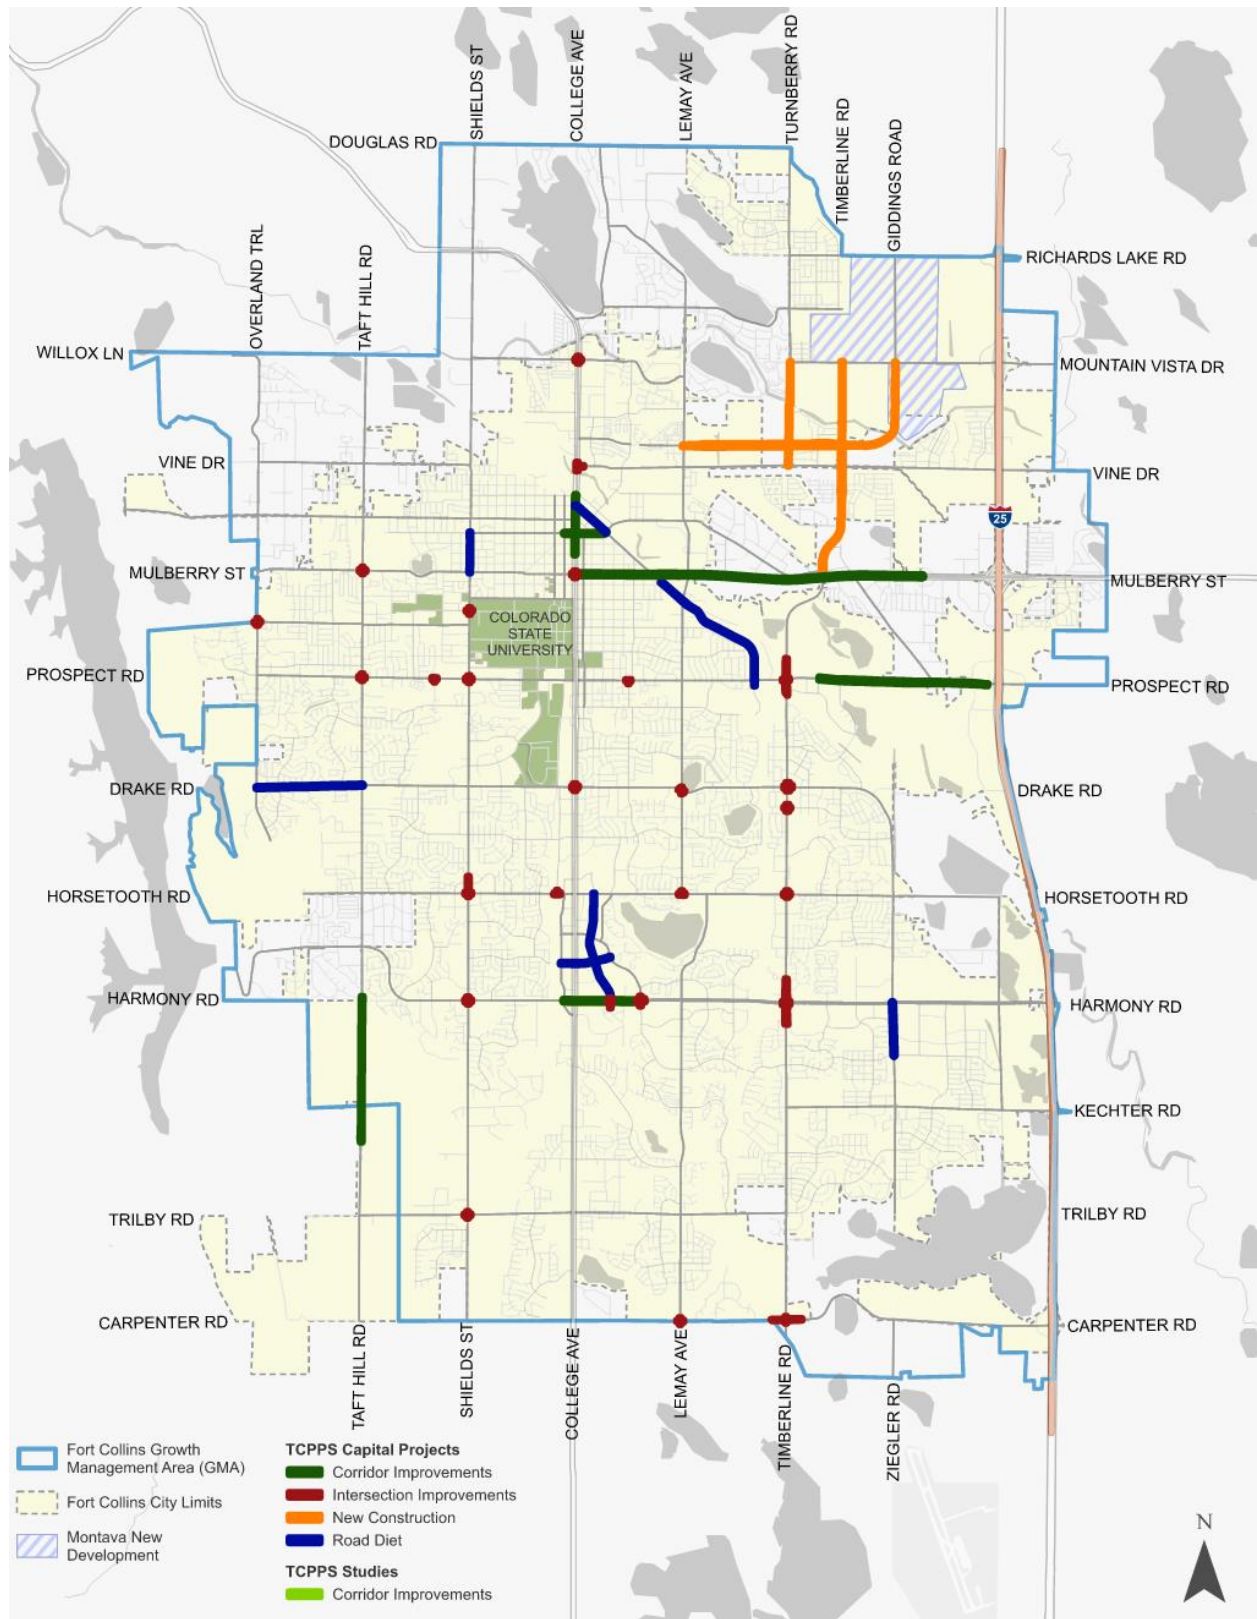 SHIELDS ST
COLLEGE AVE
LEMAY AVE
TURNBERRY RD
DOUGLAS RD
TIMBERLINE RD
GIDDINGS ROAD
OVERLAND TRL
TAFT HILL RD
RICHARDS LAKE RD
WILLOX LN
MOUNTAIN VISTA DR
VINE DR
VINE DR
25
MULBERRY ST
MULBERRY ST
COLORADO
STATE
UNIVERSITY
PROSPECT RD
PROSPECT RD
DRAKE RD
DRAKE RD
HORSETOOTH RD
HORSETOOTH RD
HARMONY RD
HARMONY RD
KECHTER RD
TRILBY RD
TRILBY RD
CARPENTER RD
CARPENTER RD
TAFT HILL RD
SHIELDS ST
COLLEGE AVE
LEMAY AVE
TIMBERLINE RD
ZIEGLER RD
Fort Collins Growth
Management Area (GMA)
Fort Collins City Limits
Montava New
Development
TCPPS Capital Projects
Corridor Improvements
Intersection Improvements
New Construction
Road Diet
TCPPS Studies
Corridor Improvements
N